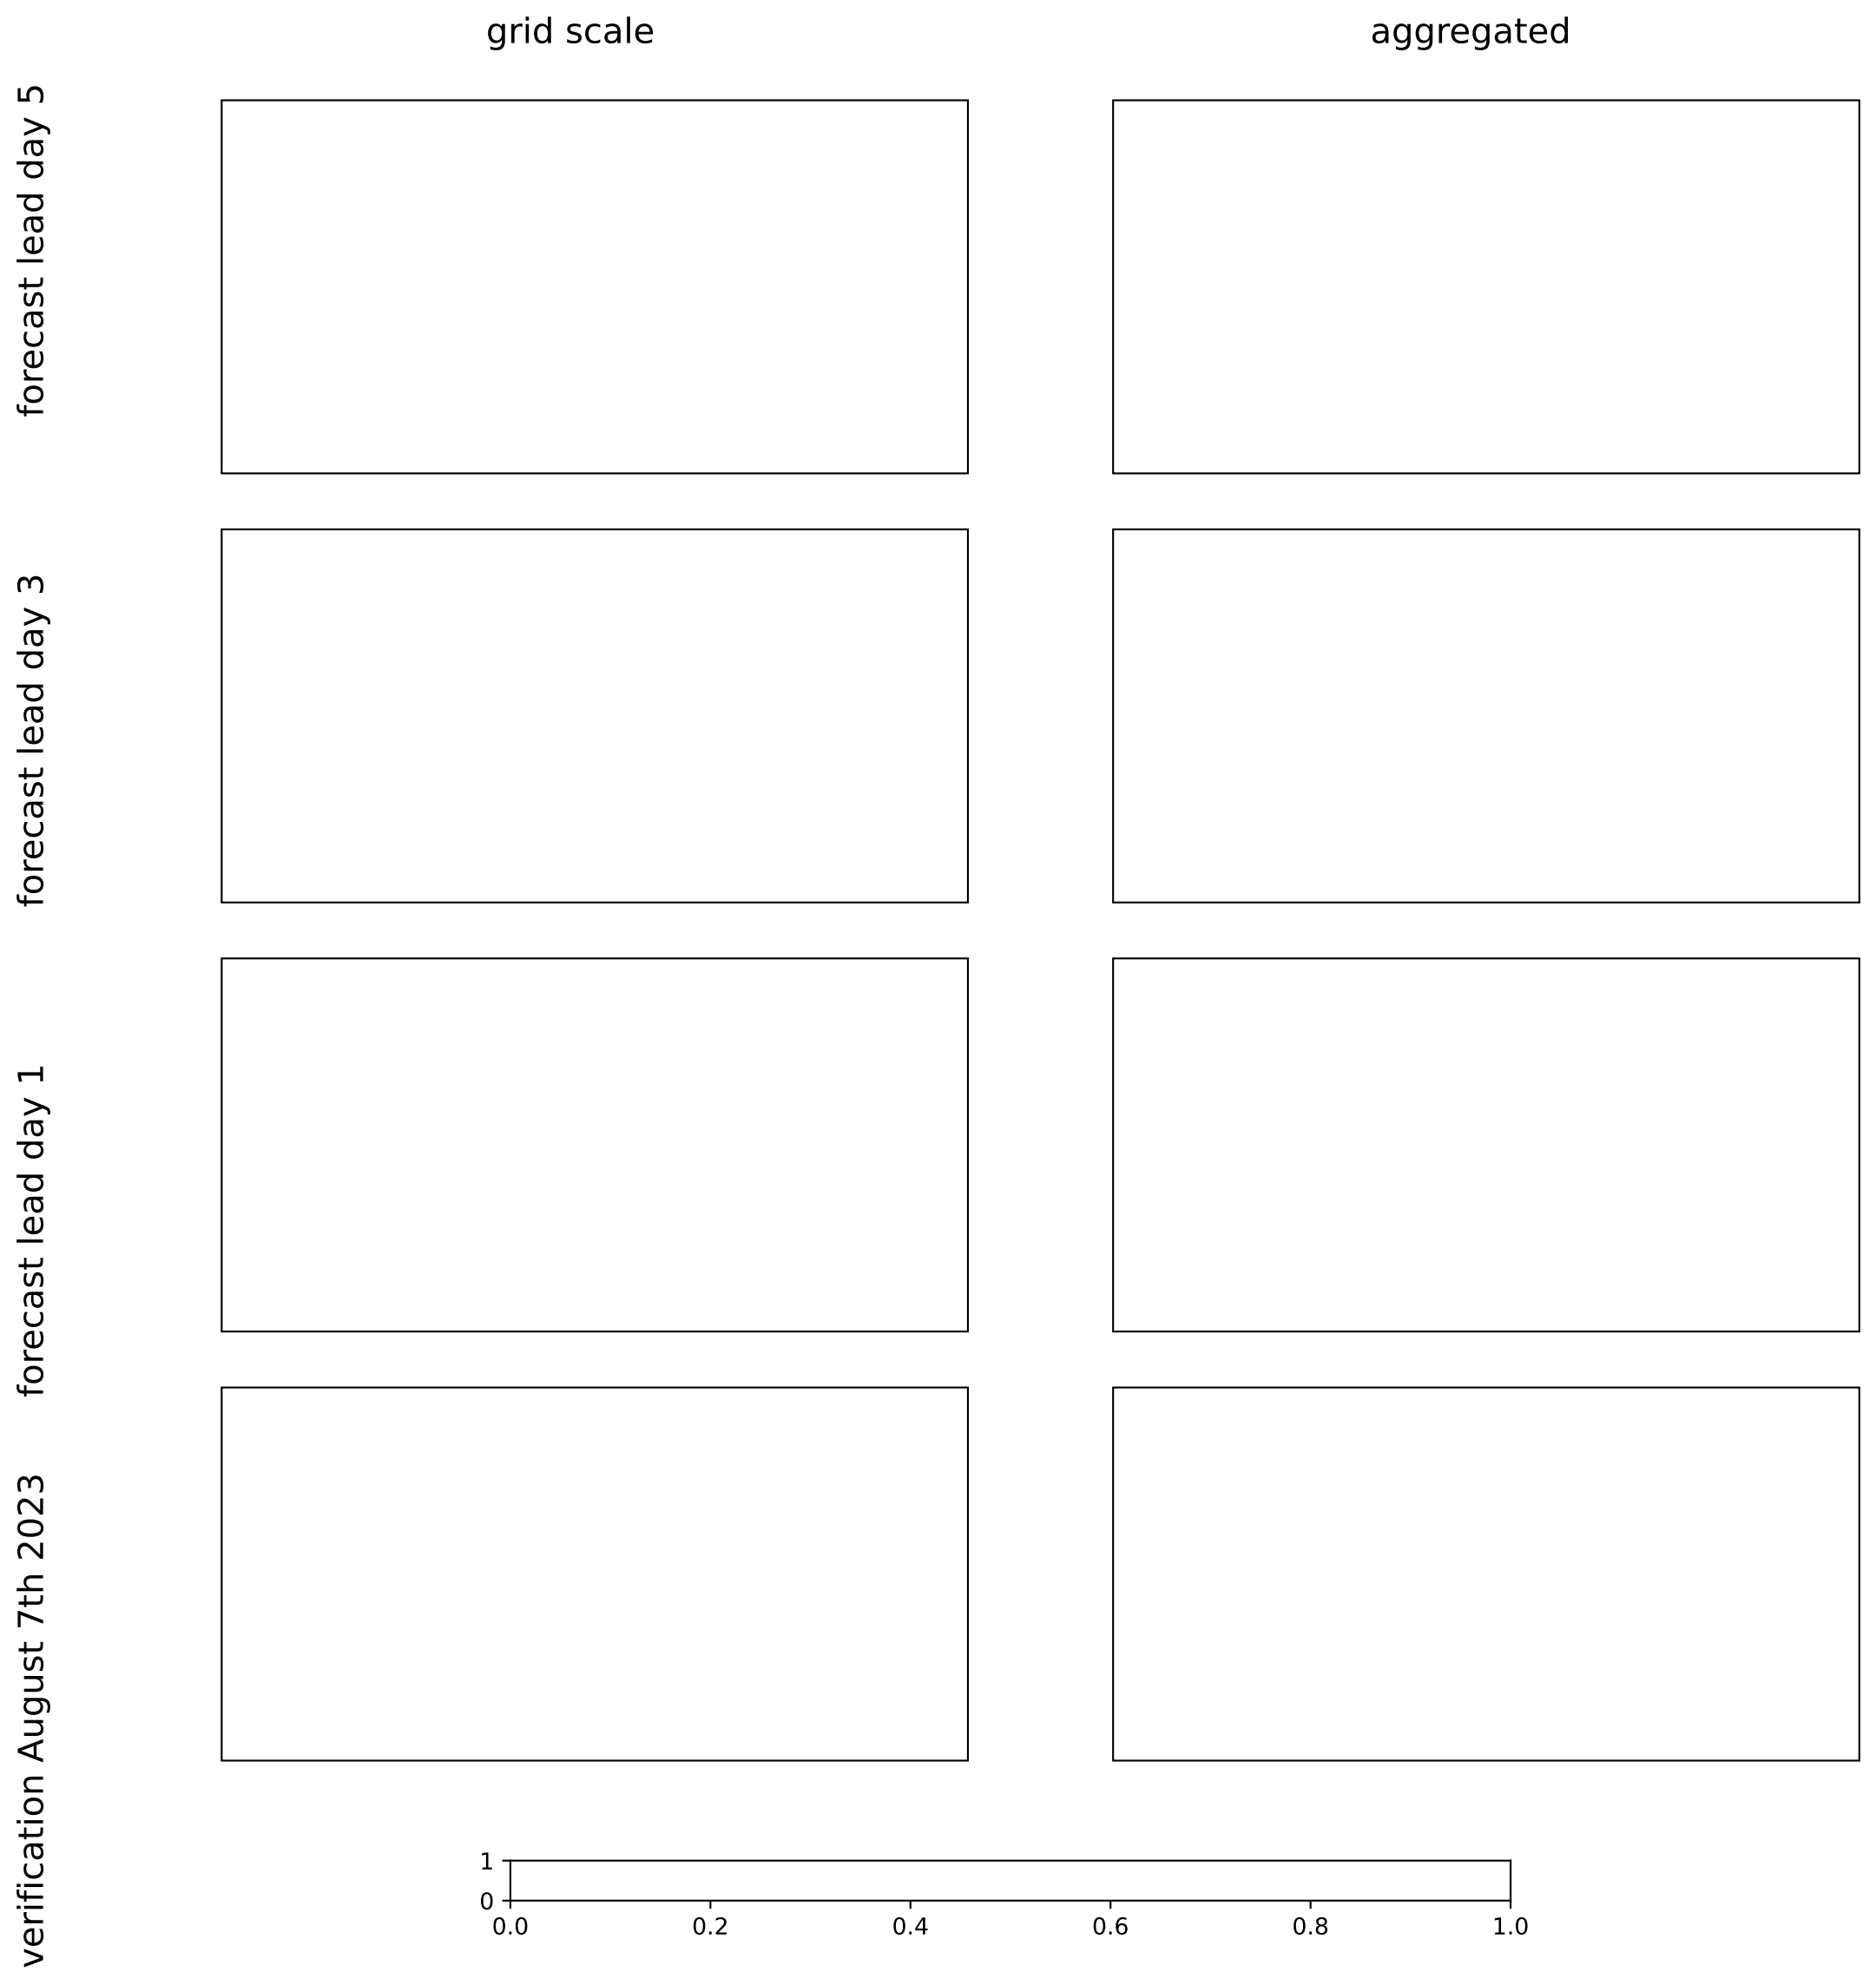 grid scale
aggregated
forecast lead day 5
forecast lead day 3
forecast lead day 1
verification August 7th 2023
1
0
0.0 0.2 0.4 0.6 0.8 1.0